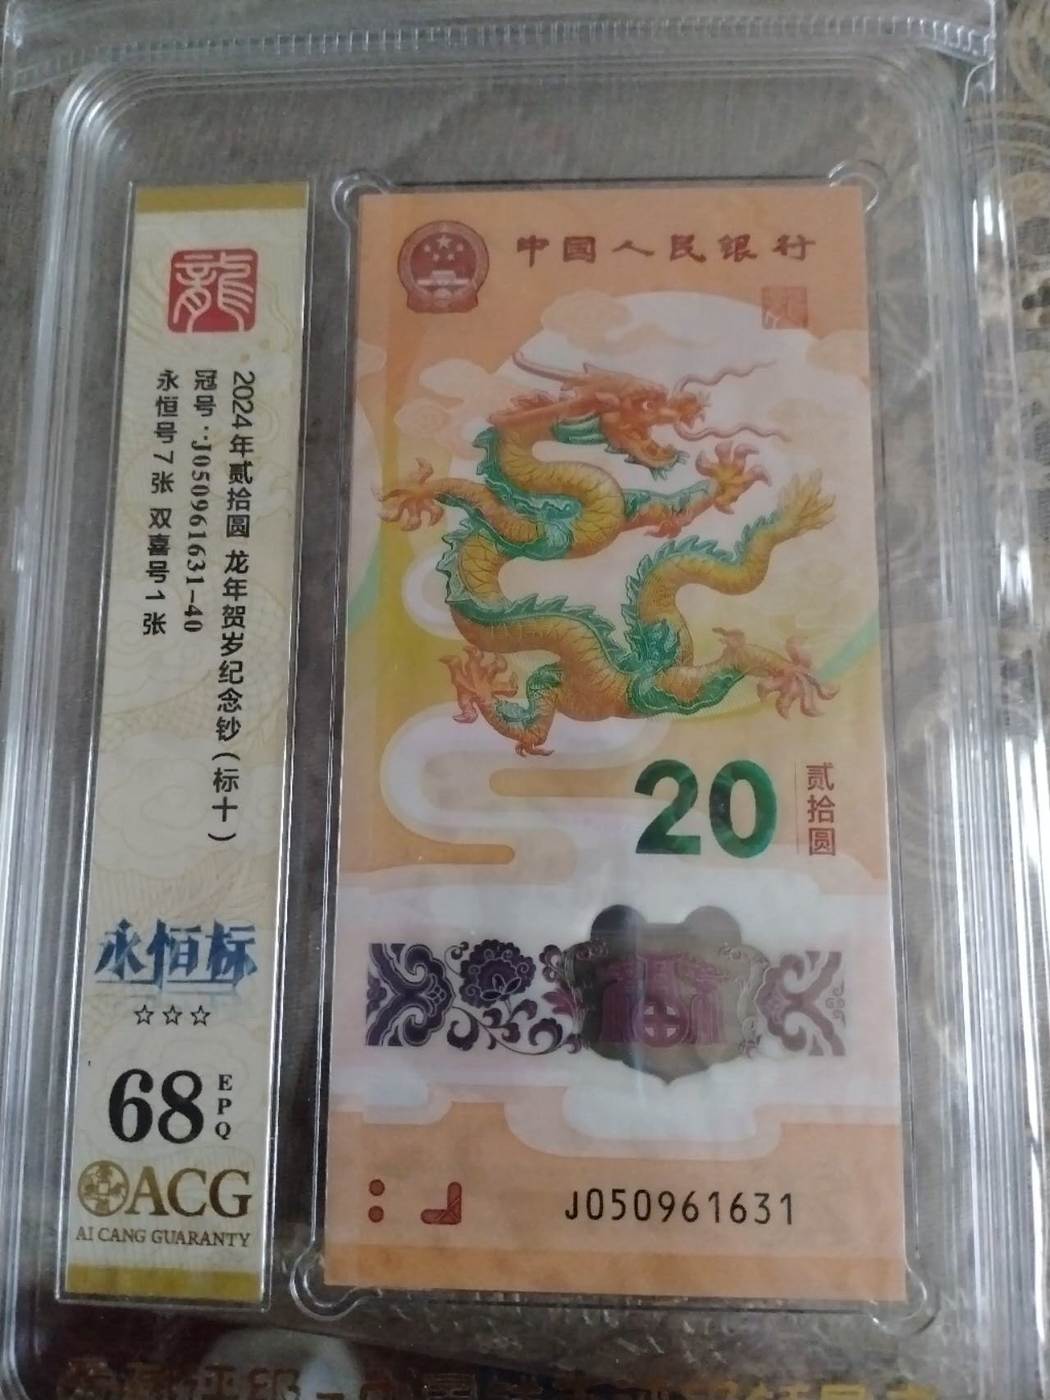 龍
2024年贰拾圆 龙年贺岁纪念钞(标十)
冠号:J050961631-40
永恒号7张 双喜号1张
永恒标
☆☆☆
68
EPQ
ACG
AI CANG GUARANTY
中国人民银行
20
贰拾圆
J050961631